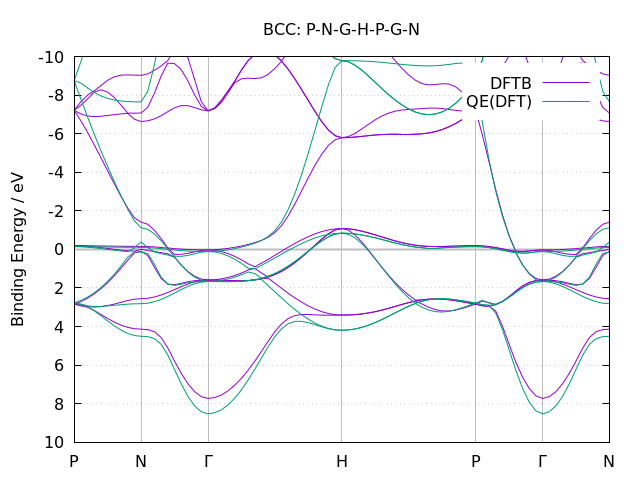 BCC: P-N-G-H-P-G-N
Binding Energy / eV
-10
-8
-6
-4
-2
0
2
4
6
8
10
DFTB
QE(DFT)
P N Γ H P Γ N